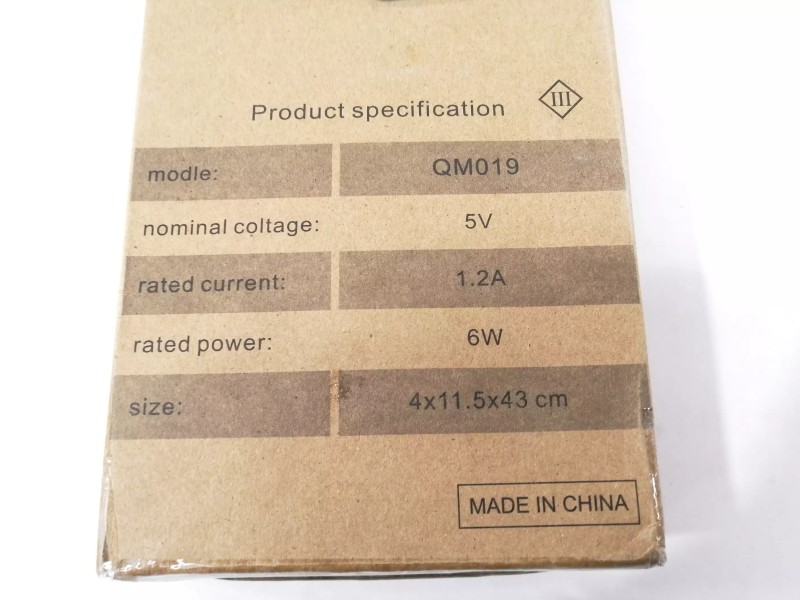 Product specification III
modle: QM019
nominal coltage: 5V
rated current: 1.2A
rated power: 6W
size: 4x11.5x43 cm
MADE IN CHINA